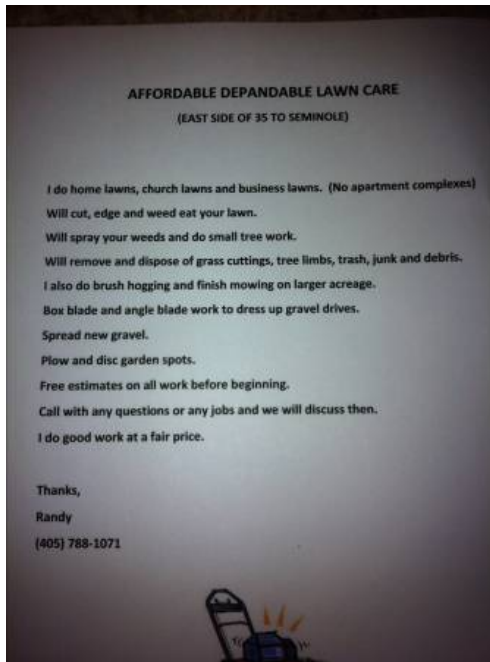 AFFORDABLE DEPANDABLE LAWN CARE
(EAST SIDE OF 35 TO SEMINOLE)
I do home lawns, church lawns and business lawns. (No apartment complexes)
Will cut, edge and weed eat your lawn.
Will spray your weeds and do small tree work.
Will remove and dispose of grass cuttings, tree limbs, trash, junk and debris.
I also do brush hogging and finish mowing on larger acreage.
Box blade and angle blade work to dress up gravel drives.
Spread new gravel.
Plow and disc garden spots.
Free estimates on all work before beginning.
Call with any questions or any jobs and we will discuss then.
I do good work at a fair price.
Thanks,
Randy
(405) 788-1071